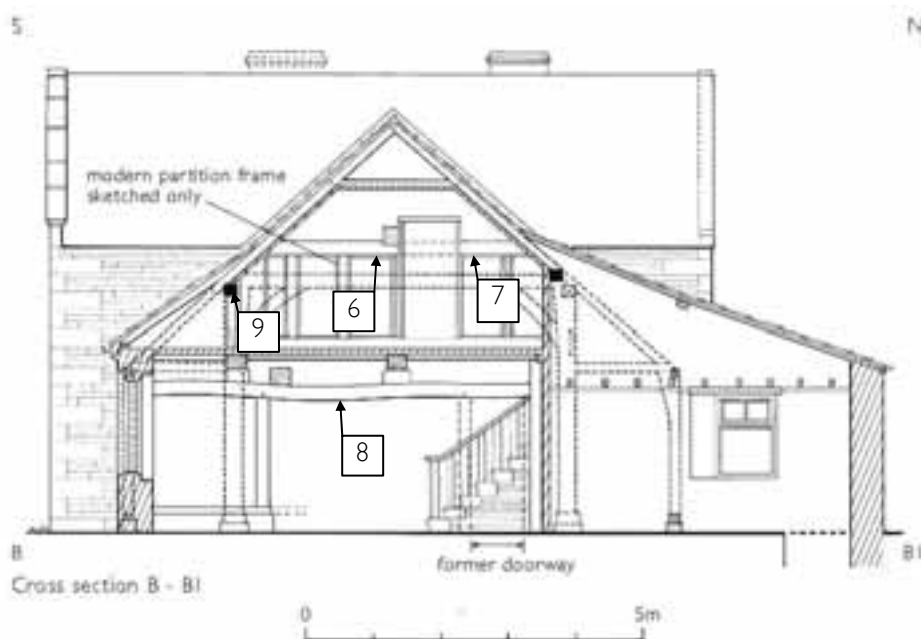 S
N
modern partition frame
sketched only
6
7
9
8
former doorway
B
B1
Cross section B - B1
0
5m